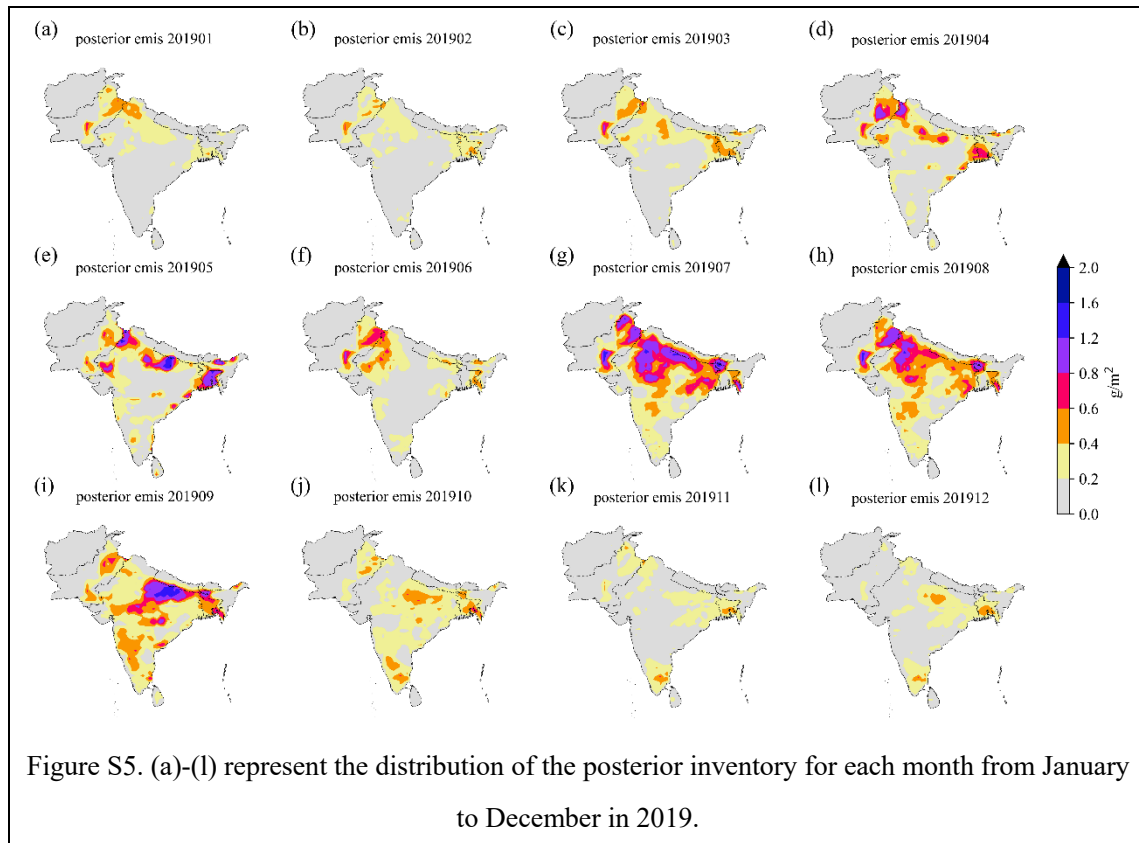 (a) posterior emis 201901
(b) posterior emis 201902
(c) posterior emis 201903
(d) posterior emis 201904
(e) posterior emis 201905
(f) posterior emis 201906
(g) posterior emis 201907
(h) posterior emis 201908
2.0
1.6
1.2
0.8
0.6
0.4
0.2
0.0
g/m²
(i) posterior emis 201909
(j) posterior emis 201910
(k) posterior emis 201911
(l) posterior emis 201912
Figure S5. (a)-(l) represent the distribution of the posterior inventory for each month from January
to December in 2019.